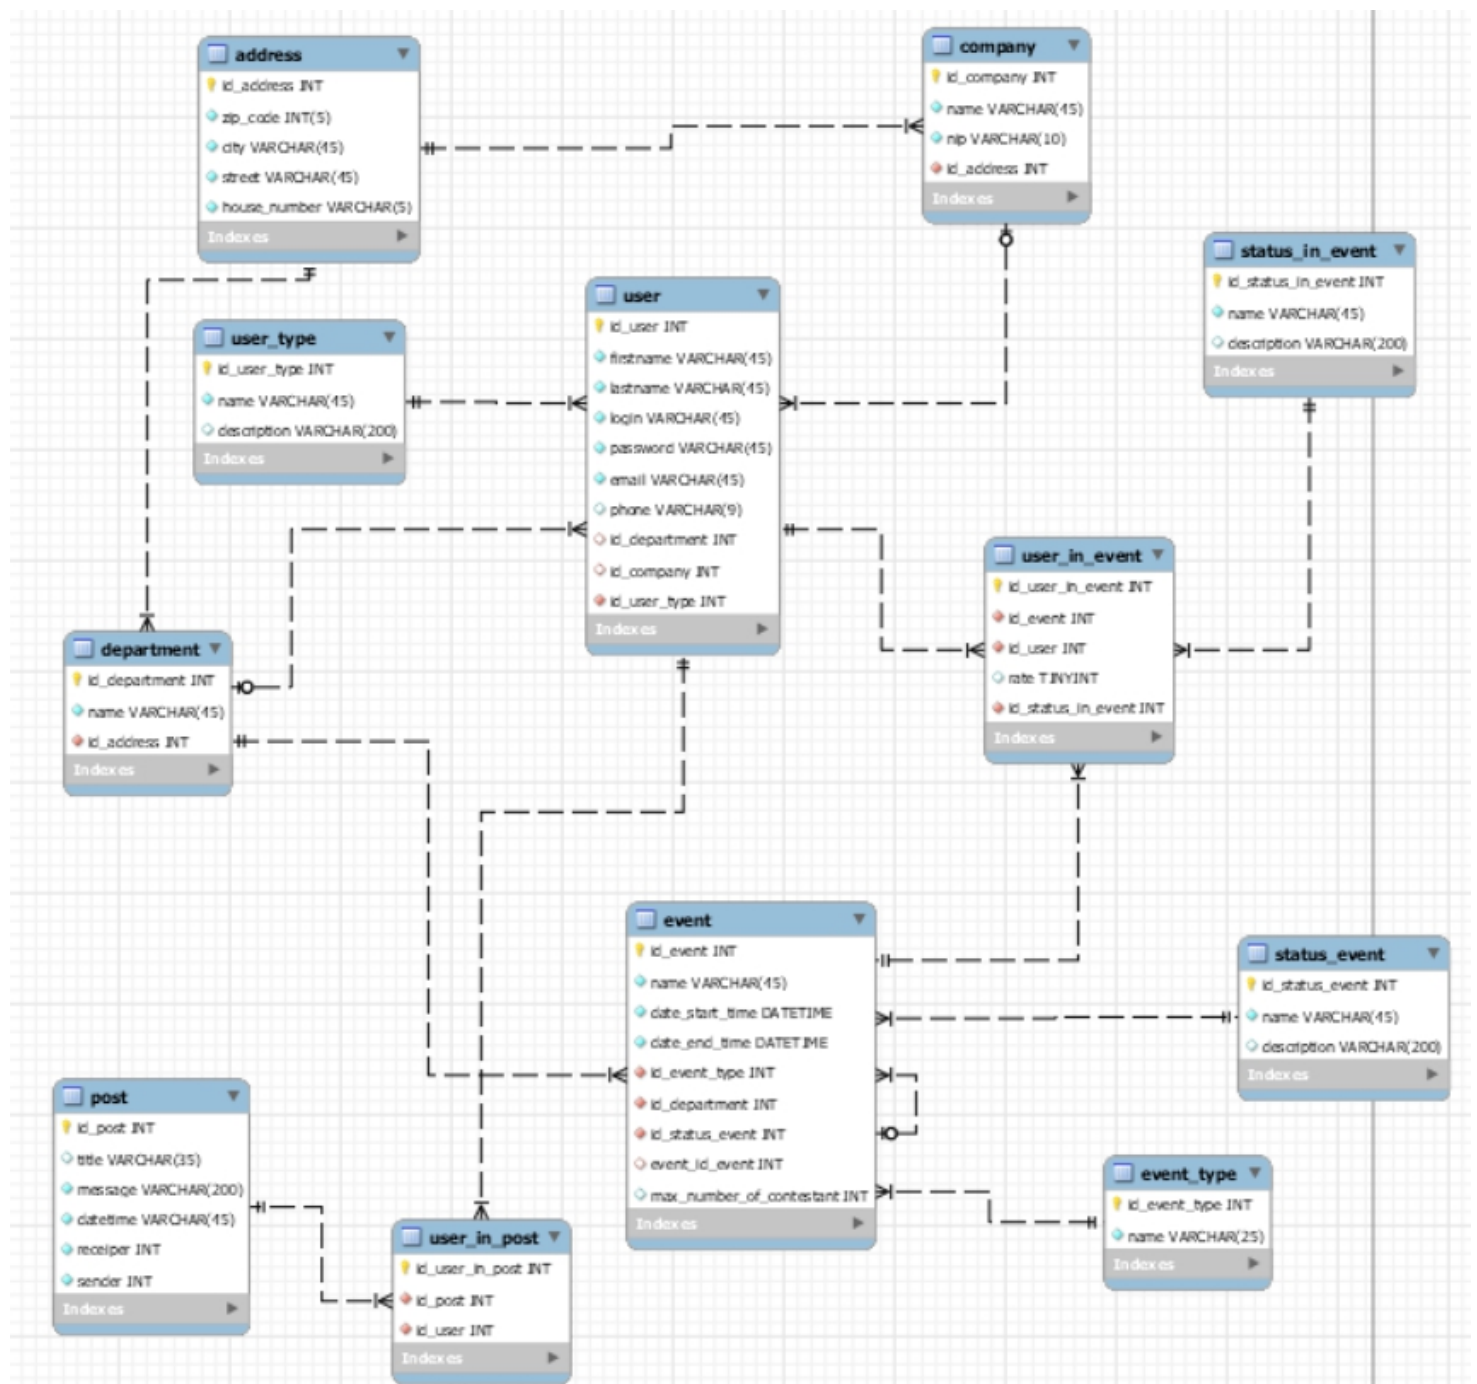 address
id_address INT
zip_code INT(5)
city VARCHAR(45)
street VARCHAR(45)
house_number VARCHAR(5)
Indexes
company
id_company INT
name VARCHAR(45)
nip VARCHAR(10)
id_address INT
Indexes
status_in_event
id_status_in_event INT
name VARCHAR(45)
description VARCHAR(200)
Indexes
user_type
id_user_type INT
name VARCHAR(45)
description VARCHAR(200)
Indexes
user
id_user INT
firstname VARCHAR(45)
lastname VARCHAR(45)
login VARCHAR(45)
password VARCHAR(45)
email VARCHAR(45)
phone VARCHAR(9)
id_department INT
id_company INT
id_user_type INT
Indexes
user_in_event
id_user_in_event INT
id_event INT
id_user INT
rate TINYINT
id_status_in_event INT
Indexes
department
id_department INT
name VARCHAR(45)
id_address INT
Indexes
event
id_event INT
name VARCHAR(45)
date_start_time DATETIME
date_end_time DATETIME
id_event_type INT
id_department INT
id_status_event INT
event_id_event INT
max_number_of_contestant INT
Indexes
status_event
id_status_event INT
name VARCHAR(45)
description VARCHAR(200)
Indexes
post
id_post INT
title VARCHAR(35)
message VARCHAR(200)
datetime VARCHAR(45)
receiper INT
sender INT
Indexes
event_type
id_event_type INT
name VARCHAR(25)
Indexes
user_in_post
id_user_in_post INT
id_post INT
id_user INT
Indexes